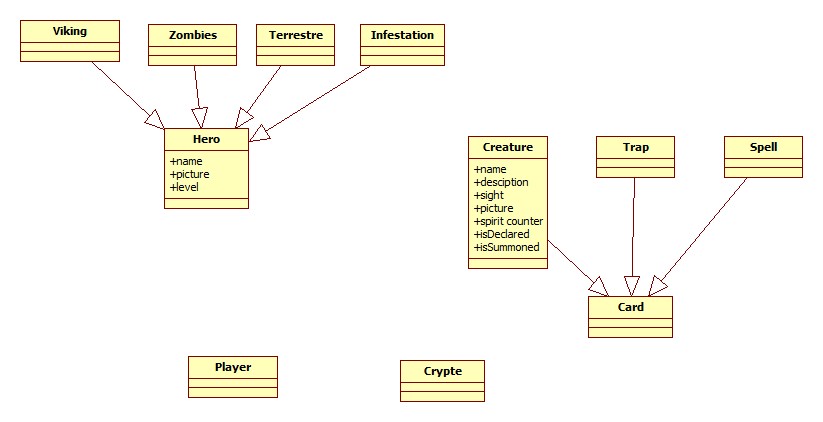 Viking
Zombies
Terrestre
Infestation
Hero
+name
+picture
+level
Creature
+name
+desciption
+sight
+picture
+spirit counter
+isDeclared
+isSummoned
Trap
Spell
Card
Player
Crypte